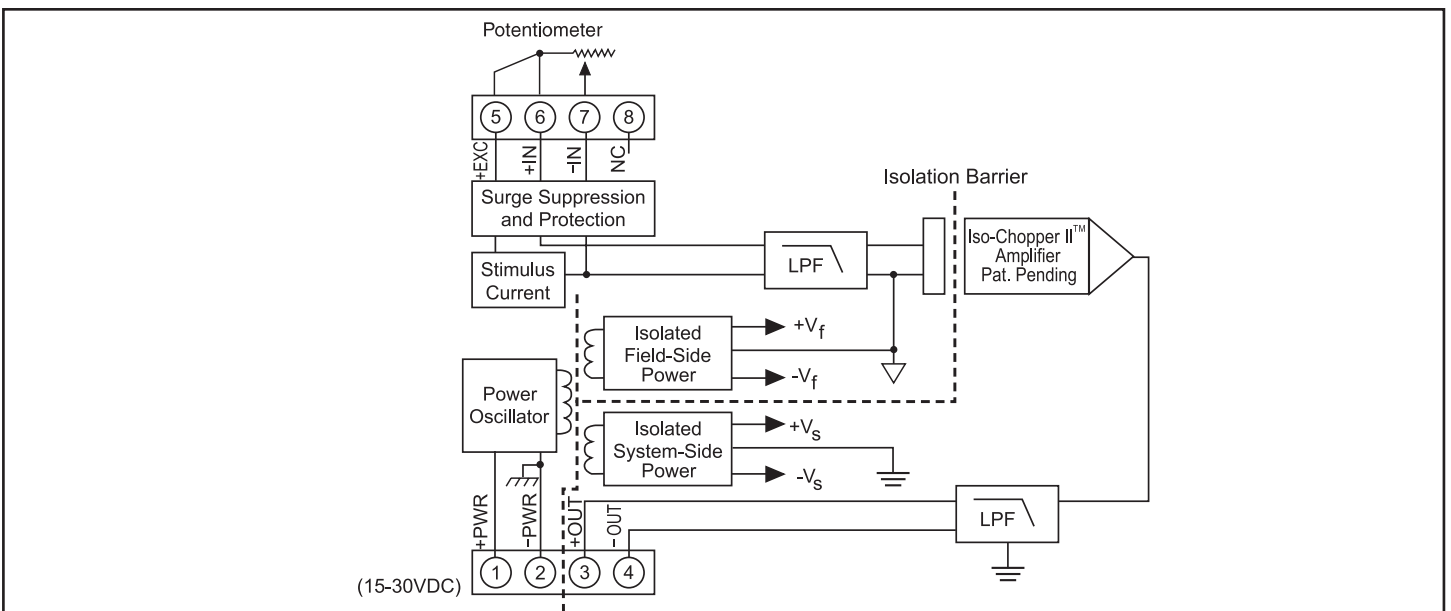 Potentiometer
5 6 7 8
+EXC
+IN
-IN
NC
Isolation Barrier
Surge Suppression
and Protection
Iso-Chopper II™
Amplifier
Pat. Pending
LPF
Stimulus
Current
Isolated
Field-Side
Power
+Vf
-Vf
Power
Oscillator
Isolated
System-Side
Power
+Vs
-Vs
+PWR
-PWR
+OUT
- OUT
LPF
1 2 3 4
(15-30VDC)